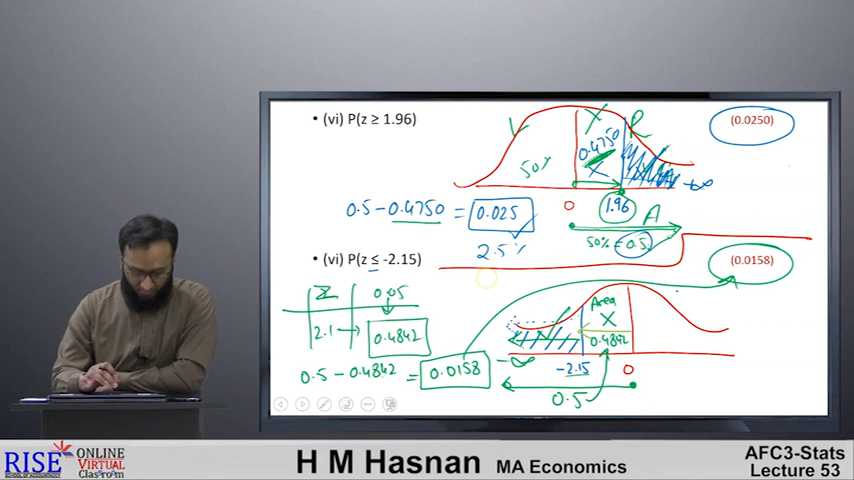 • (vi) P(z ≥ 1.96)
(0.0250)
L X R
50%
0.4750
X
-∞
0.5 - 0.4750 = 0.025
0 1.96 A
50% = 0.5
2.5%
• (vi) P(z ≤ -2.15)
(0.0158)
Z 0.05
2.1 → 0.4842
Area
X
0.4842
0.5 - 0.4842 = 0.0158
-∞ -2.15 0
0.5
RISE
SCHOOL OF ACCOUNTANCY
ONLINE
VIRTUAL
Classroom
H M Hasnan MA Economics
AFC3-Stats
Lecture 53